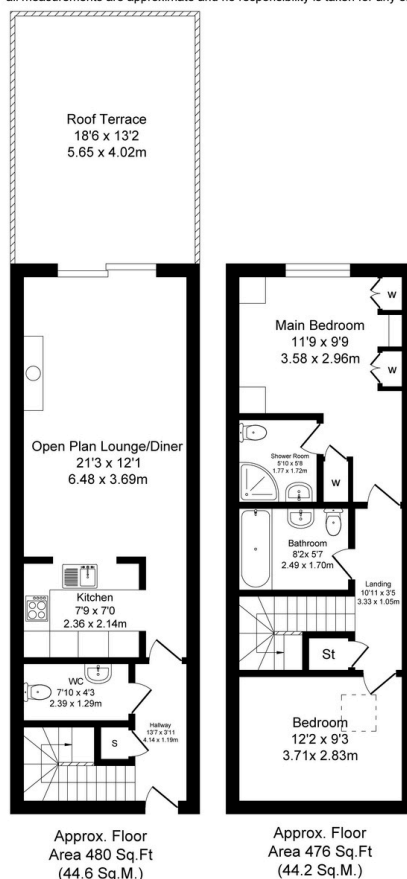 all measurements are approximate and no responsibility is taken for any
Roof Terrace
18'6 x 13'2
5.65 x 4.02m
Open Plan Lounge/Diner
21'3 x 12'1
6.48 x 3.69m
Kitchen
7'9 x 7'0
2.36 x 2.14m
WC
7'10 x 4'3
2.39 x 1.29m
Hallway
13'7 x 3'11
4.14 x 1.19m
S
Approx. Floor
Area 480 Sq.Ft
(44.6 Sq.M.)
W
Main Bedroom
11'9 x 9'9
3.58 x 2.96m
W
Shower Room
5'10 x 5'8
1.77 x 1.72m
W
Bathroom
8'2x 5'7
2.49 x 1.70m
Landing
10'11 x 3'5
3.33 x 1.05m
St
Bedroom
12'2 x 9'3
3.71x 2.83m
Approx. Floor
Area 476 Sq.Ft
(44.2 Sq.M.)